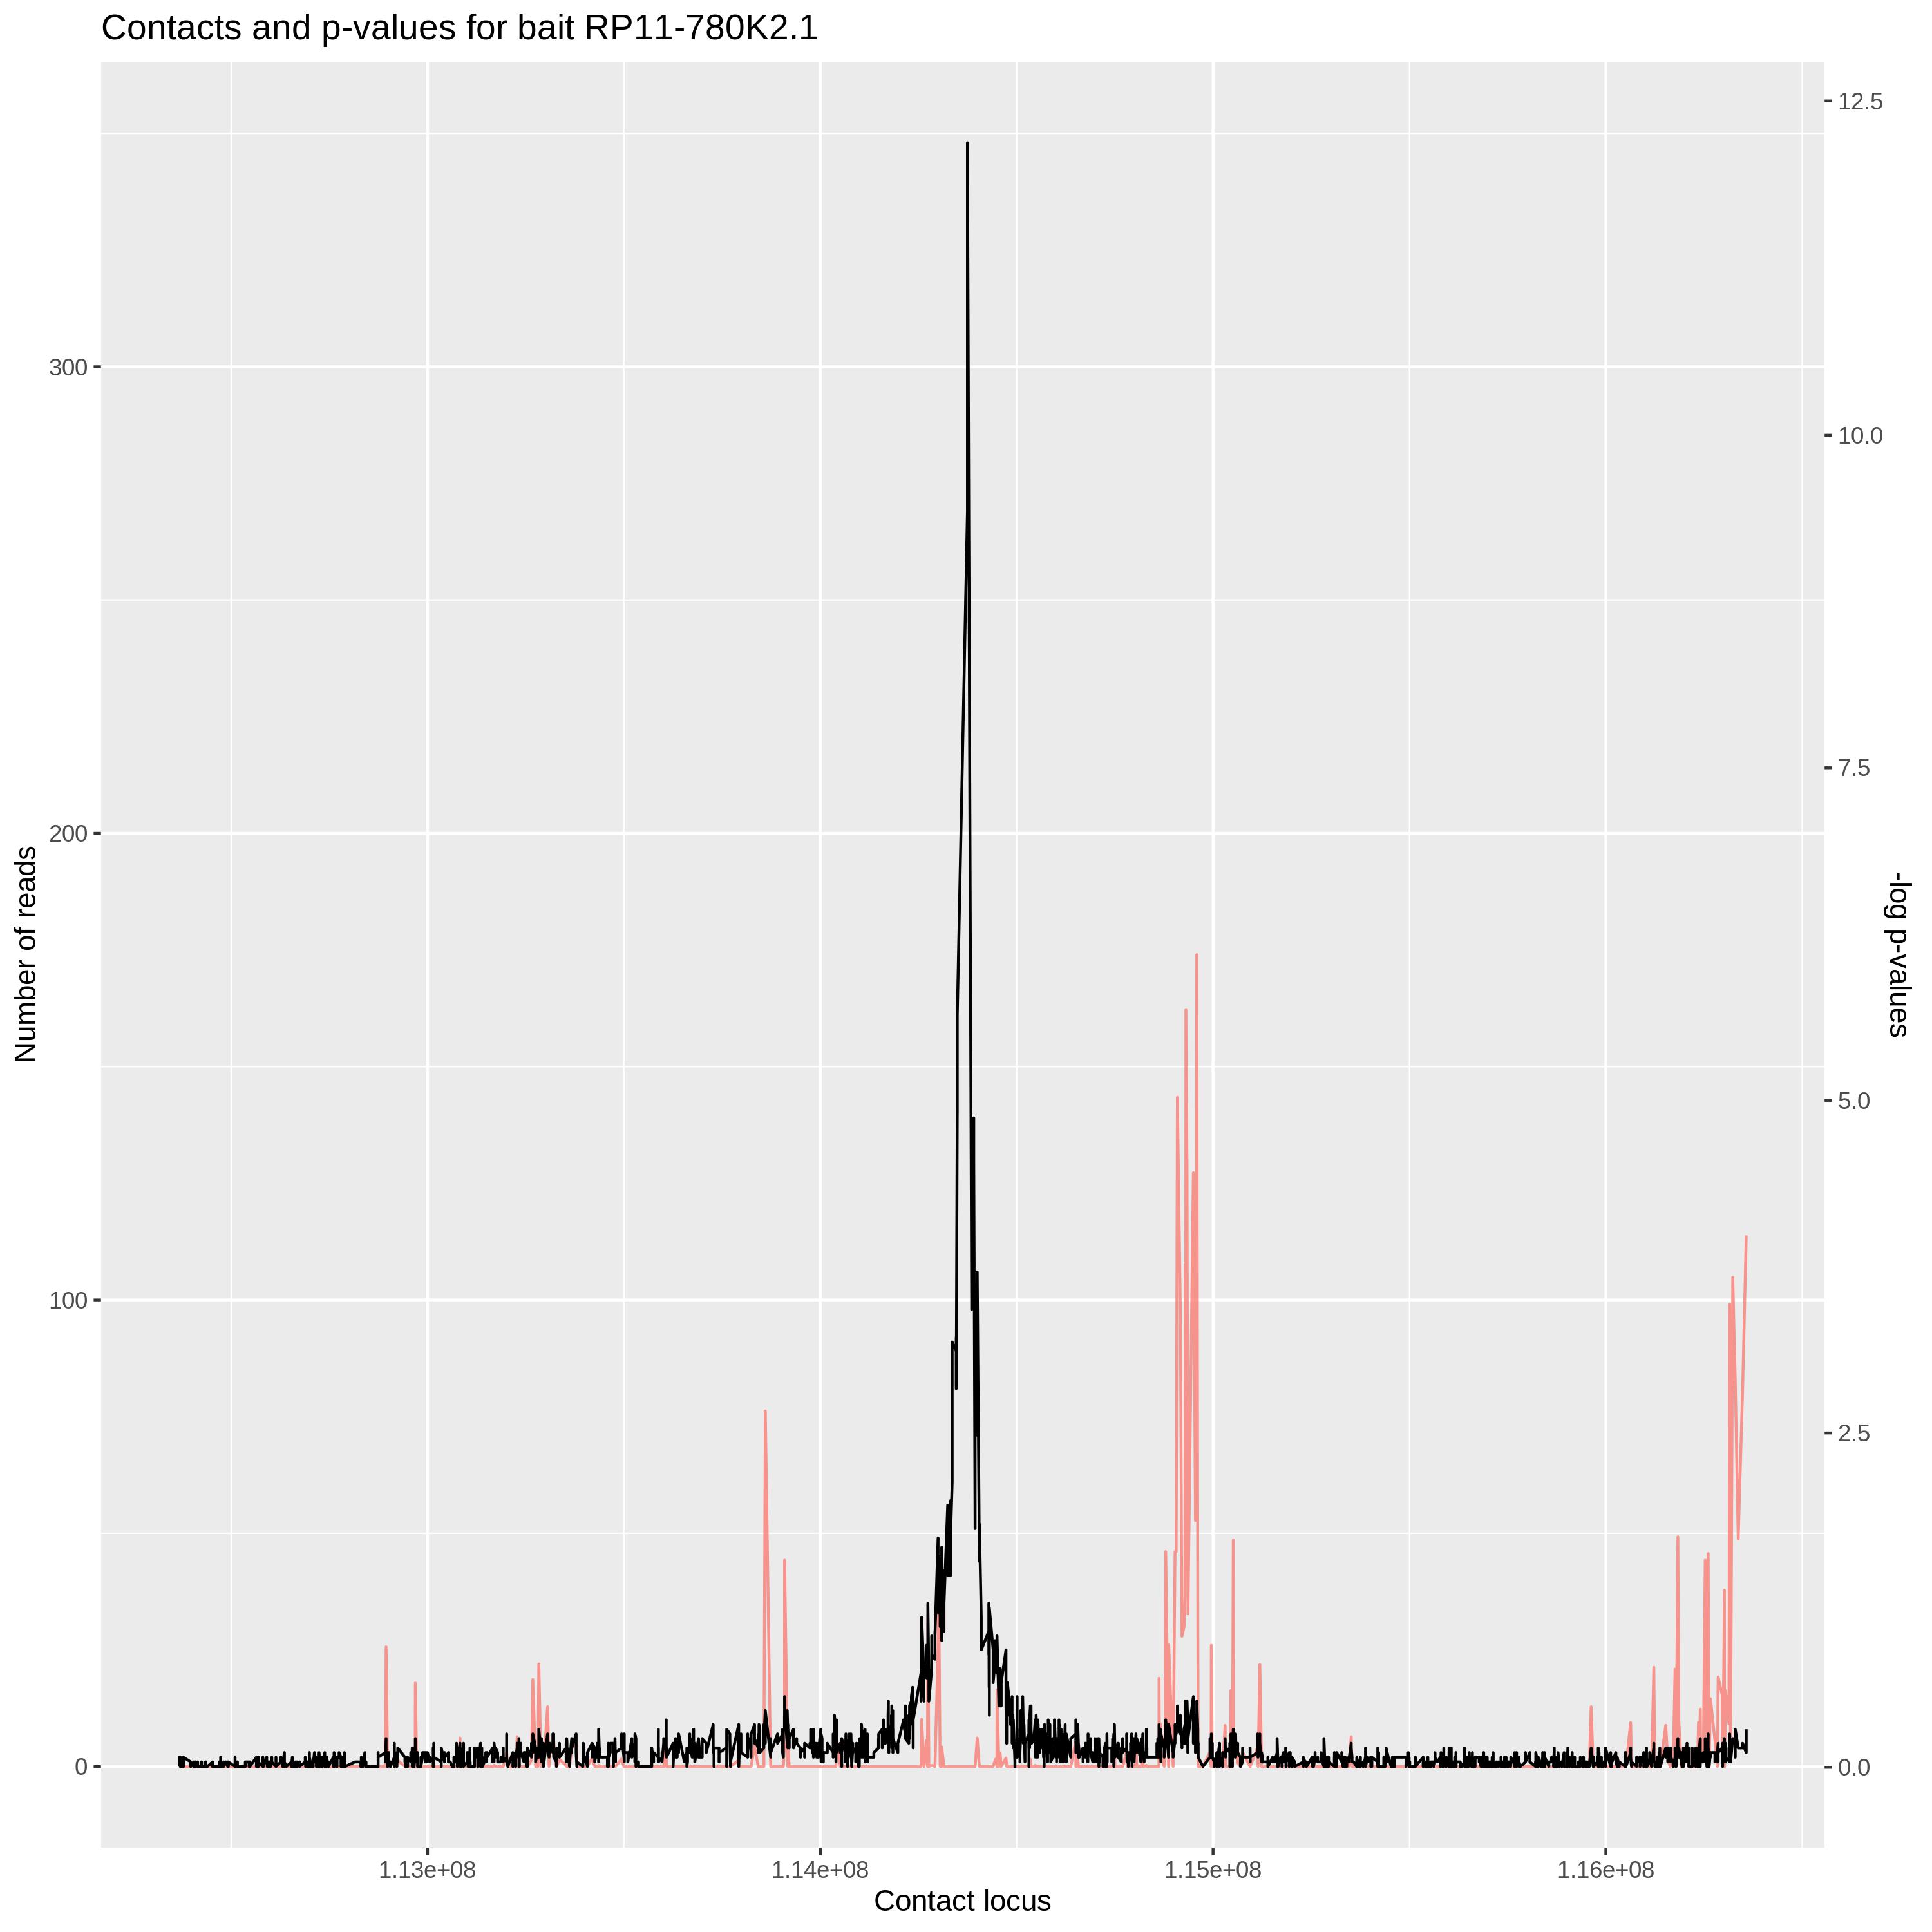 Contacts and p-values for bait RP11-780K2.1
12.5
300
10.0
7.5
200
Number of reads
-log p-values
5.0
100
2.5
0
0.0
1.13e+08
1.14e+08
1.15e+08
1.16e+08
Contact locus